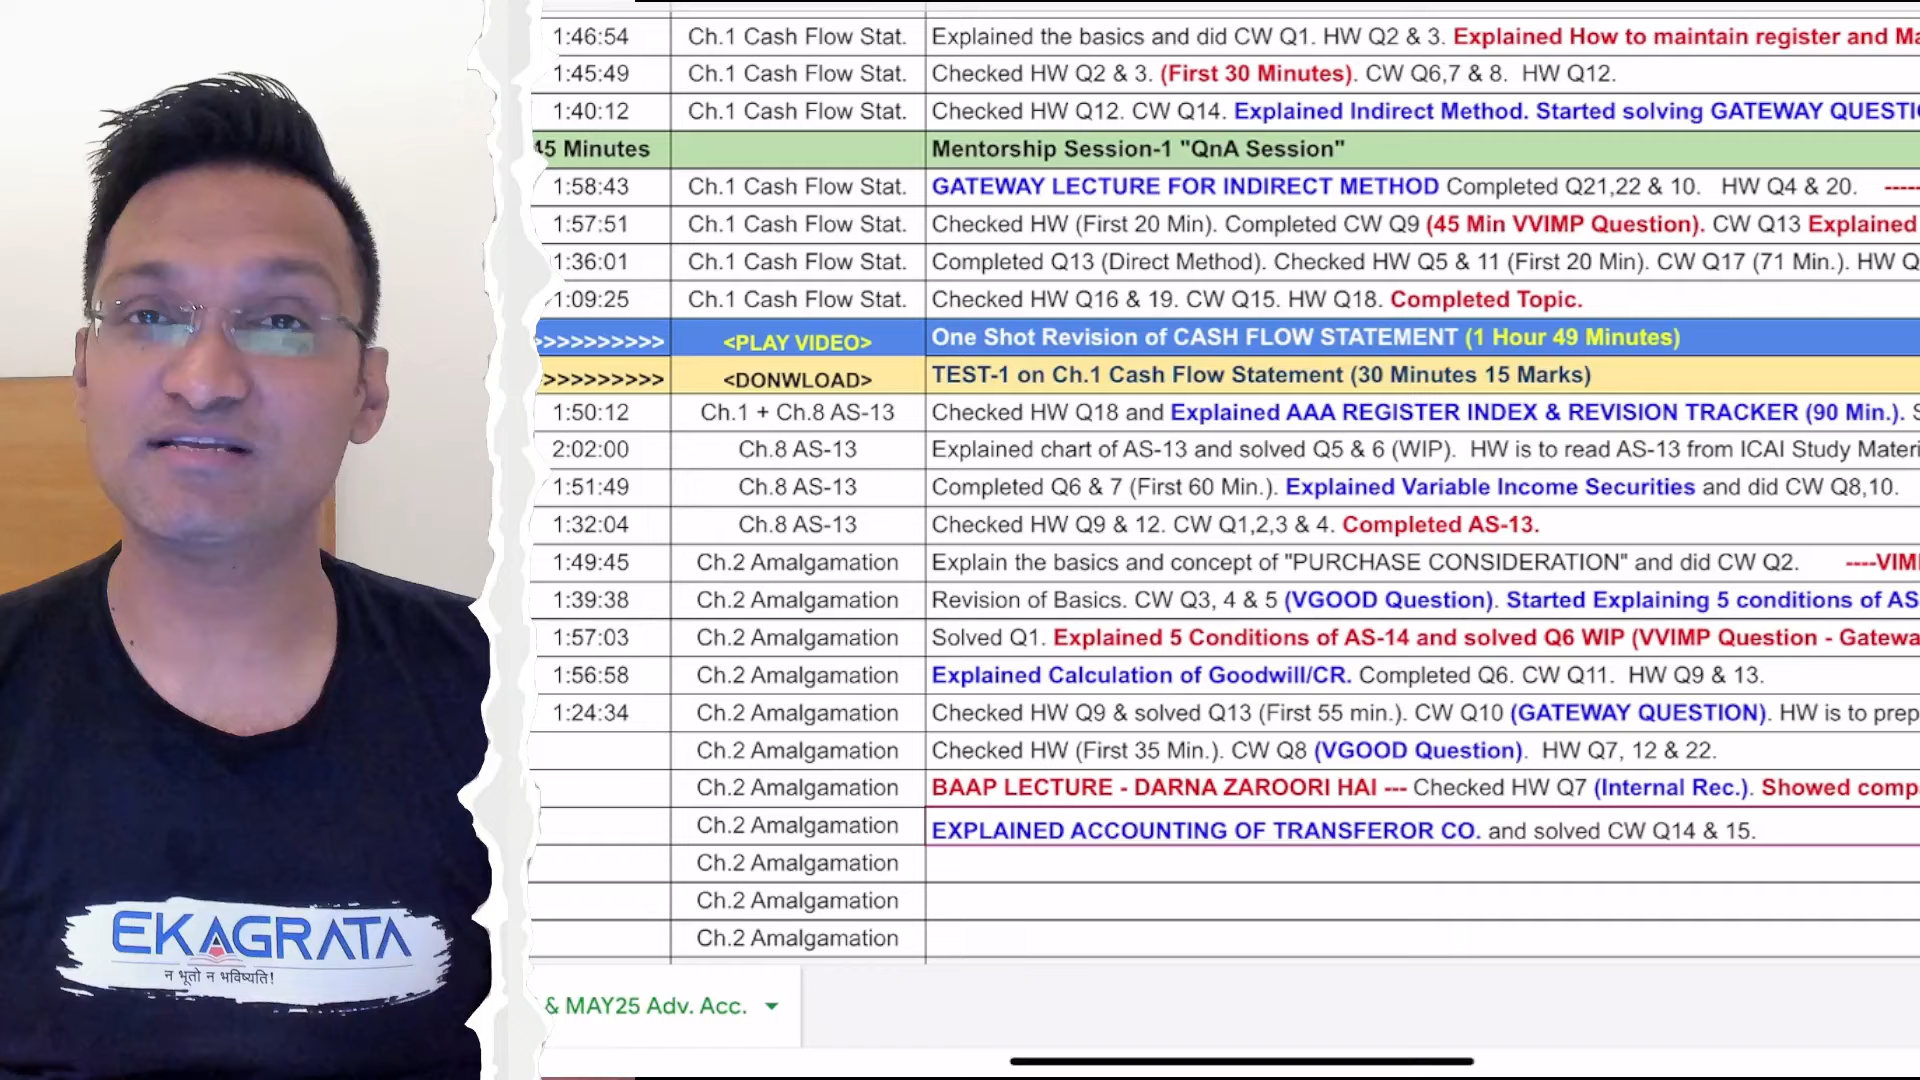 1:46:54 Ch.1 Cash Flow Stat. Explained the basics and did CW Q1. HW Q2 & 3. Explained How to maintain register and Ma
1:45:49 Ch.1 Cash Flow Stat. Checked HW Q2 & 3. (First 30 Minutes). CW Q6,7 & 8. HW Q12.
1:40:12 Ch.1 Cash Flow Stat. Checked HW Q12. CW Q14. Explained Indirect Method. Started solving GATEWAY QUESTI
45 Minutes Mentorship Session-1 "QnA Session"
1:58:43 Ch.1 Cash Flow Stat. GATEWAY LECTURE FOR INDIRECT METHOD Completed Q21,22 & 10. HW Q4 & 20. -----
1:57:51 Ch.1 Cash Flow Stat. Checked HW (First 20 Min). Completed CW Q9 (45 Min VVIMP Question). CW Q13 Explained
1:36:01 Ch.1 Cash Flow Stat. Completed Q13 (Direct Method). Checked HW Q5 & 11 (First 20 Min). CW Q17 (71 Min.). HW Q
1:09:25 Ch.1 Cash Flow Stat. Checked HW Q16 & 19. CW Q15. HW Q18. Completed Topic.
>>>>>>>>>> <PLAY VIDEO> One Shot Revision of CASH FLOW STATEMENT (1 Hour 49 Minutes)
>>>>>>>>>> <DONWLOAD> TEST-1 on Ch.1 Cash Flow Statement (30 Minutes 15 Marks)
1:50:12 Ch.1 + Ch.8 AS-13 Checked HW Q18 and Explained AAA REGISTER INDEX & REVISION TRACKER (90 Min.). S
2:02:00 Ch.8 AS-13 Explained chart of AS-13 and solved Q5 & 6 (WIP). HW is to read AS-13 from ICAI Study Materi
1:51:49 Ch.8 AS-13 Completed Q6 & 7 (First 60 Min.). Explained Variable Income Securities and did CW Q8,10.
1:32:04 Ch.8 AS-13 Checked HW Q9 & 12. CW Q1,2,3 & 4. Completed AS-13.
1:49:45 Ch.2 Amalgamation Explain the basics and concept of "PURCHASE CONSIDERATION" and did CW Q2. ----VIM
1:39:38 Ch.2 Amalgamation Revision of Basics. CW Q3, 4 & 5 (VGOOD Question). Started Explaining 5 conditions of AS
1:57:03 Ch.2 Amalgamation Solved Q1. Explained 5 Conditions of AS-14 and solved Q6 WIP (VVIMP Question - Gatewa
1:56:58 Ch.2 Amalgamation Explained Calculation of Goodwill/CR. Completed Q6. CW Q11. HW Q9 & 13.
1:24:34 Ch.2 Amalgamation Checked HW Q9 & solved Q13 (First 55 min.). CW Q10 (GATEWAY QUESTION). HW is to prep
Ch.2 Amalgamation Checked HW (First 35 Min.). CW Q8 (VGOOD Question). HW Q7, 12 & 22.
Ch.2 Amalgamation BAAP LECTURE - DARNA ZAROORI HAI --- Checked HW Q7 (Internal Rec.). Showed comp
Ch.2 Amalgamation EXPLAINED ACCOUNTING OF TRANSFEROR CO. and solved CW Q14 & 15.
Ch.2 Amalgamation
Ch.2 Amalgamation
Ch.2 Amalgamation
& MAY25 Adv. Acc.
EKAGRATA
न भूतो न भविष्यति!